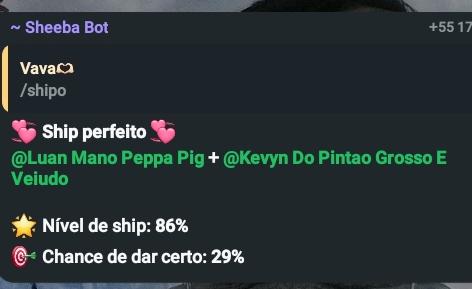 ~ Sheeba Bot +55 17
Vava🫶
/shipo
💞 Ship perfeito 💞
@Luan Mano Peppa Pig + @Kevyn Do Pintao Grosso E
Veiudo
🌟 Nível de ship: 86%
🎯 Chance de dar certo: 29%